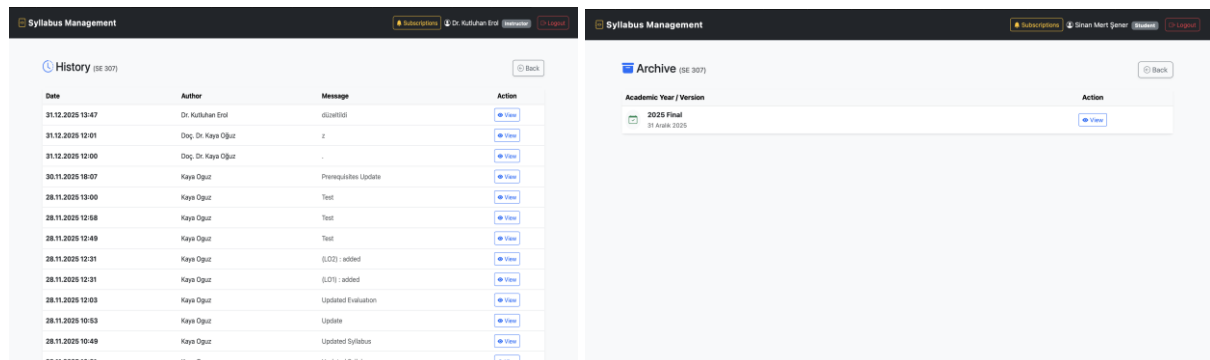 Syllabus Management Subscriptions Dr. Kutluhan Erol Instructor Logout
History (SE 307) Back
Date Author Message Action
31.12.2025 13:47 Dr. Kutluhan Erol düzeltildi View
31.12.2025 12:01 Doç. Dr. Kaya Oğuz z View
31.12.2025 12:00 Doç. Dr. Kaya Oğuz . View
30.11.2025 18:07 Kaya Oguz Prerequisites Update View
28.11.2025 13:00 Kaya Oguz Test View
28.11.2025 12:58 Kaya Oguz Test View
28.11.2025 12:49 Kaya Oguz Test View
28.11.2025 12:31 Kaya Oguz (LO2) : added View
28.11.2025 12:31 Kaya Oguz (LO1) : added View
28.11.2025 12:03 Kaya Oguz Updated Evaluation View
28.11.2025 10:53 Kaya Oguz Update View
28.11.2025 10:49 Kaya Oguz Updated Syllabus View
Syllabus Management Subscriptions Sinan Mert Şener Student Logout
Archive (SE 307) Back
Academic Year / Version Action
2025 Final View
31 Aralık 2025